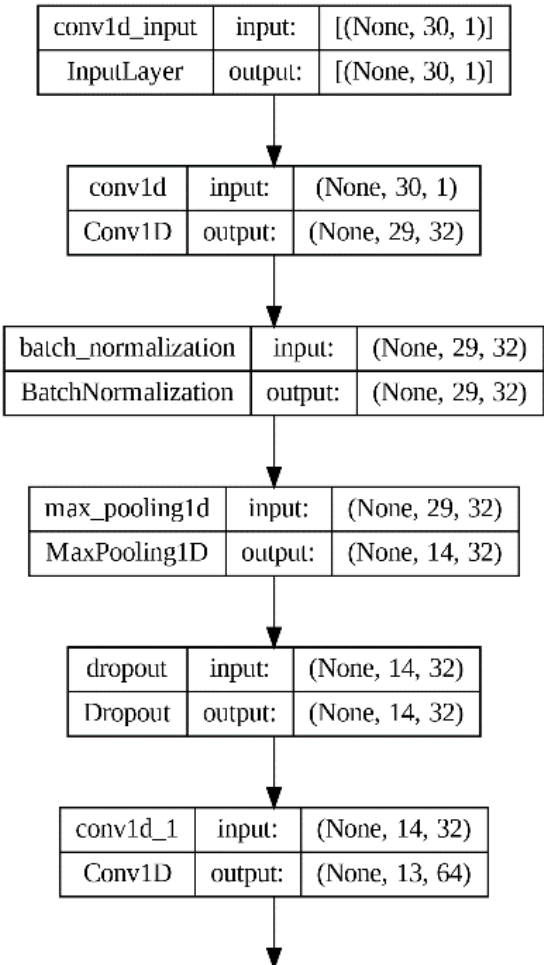 conv1d_input input: [(None, 30, 1)]
InputLayer output: [(None, 30, 1)]
conv1d input: (None, 30, 1)
Conv1D output: (None, 29, 32)
batch_normalization input: (None, 29, 32)
BatchNormalization output: (None, 29, 32)
max_pooling1d input: (None, 29, 32)
MaxPooling1D output: (None, 14, 32)
dropout input: (None, 14, 32)
Dropout output: (None, 14, 32)
conv1d_1 input: (None, 14, 32)
Conv1D output: (None, 13, 64)